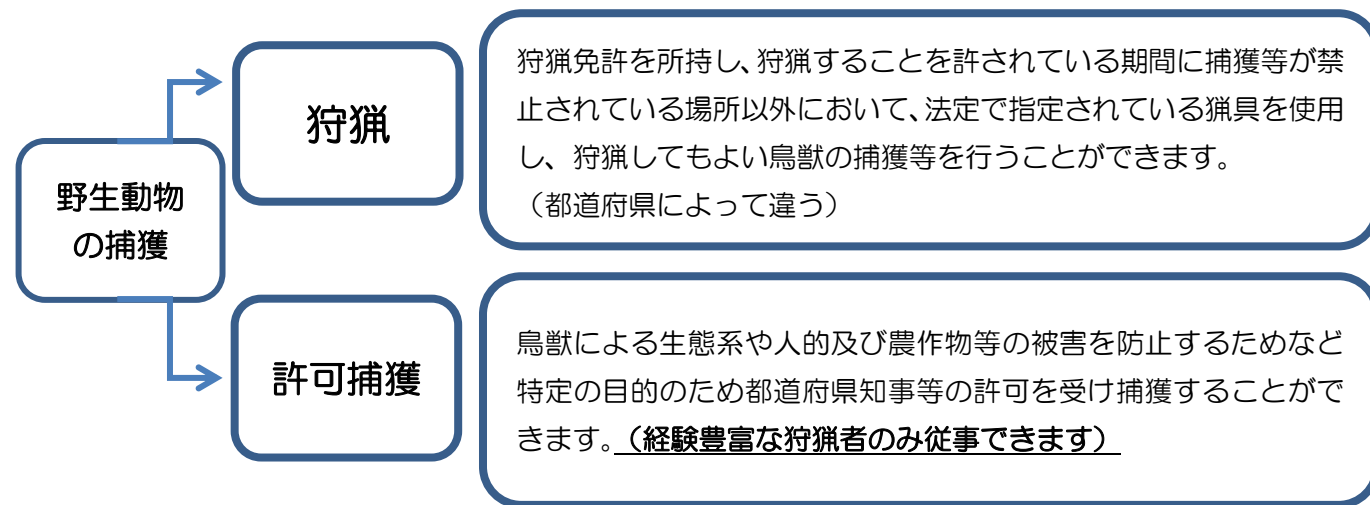 野生動物
の捕獲
狩猟
狩猟免許を所持し、狩猟することを許されている期間に捕獲等が禁
止されている場所以外において、法定で指定されている猟具を使用
し、狩猟してもよい鳥獣の捕獲等を行うことができます。
（都道府県によって違う）
許可捕獲
鳥獣による生態系や人的及び農作物等の被害を防止するためなど
特定の目的のため都道府県知事等の許可を受け捕獲することがで
きます。（経験豊富な狩猟者のみ従事できます）